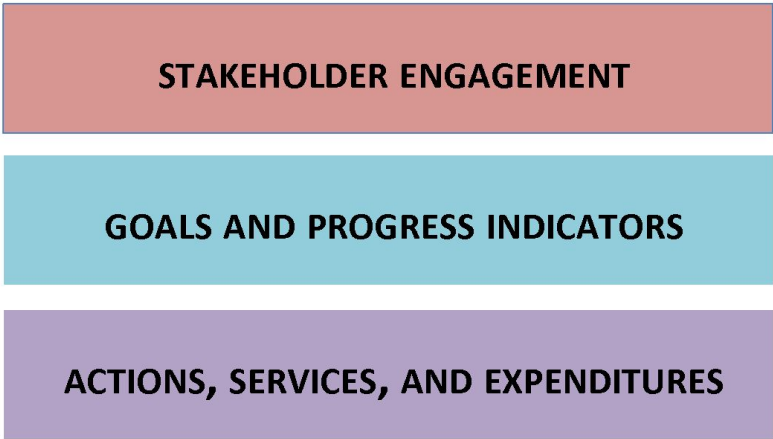 STAKEHOLDER ENGAGEMENT
GOALS AND PROGRESS INDICATORS
ACTIONS, SERVICES, AND EXPENDITURES